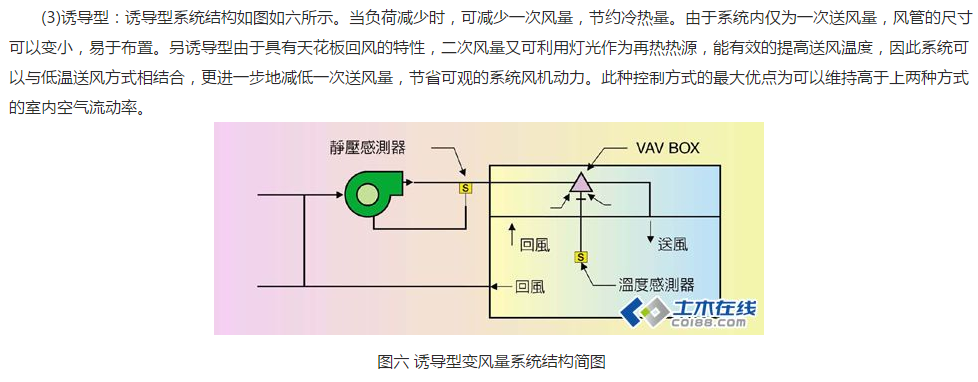 (3)诱导型：诱导型系统结构如图如六所示。当负荷减少时，可减少一次风量，节约冷热量。由于系统内仅为一次送风量，风管的尺寸
可以变小，易于布置。另诱导型由于具有天花板回风的特性，二次风量又可利用灯光作为再热热源，能有效的提高送风温度，因此系统可
以与低温送风方式相结合，更进一步地减低一次送风量，节省可观的系统风机动力。此种控制方式的最大优点为可以维持高于上两种方式
的室内空气流动率。
靜壓感測器
VAV BOX
S
回風
送風
S
回風
溫度感測器
土木在线
coi88.com
图六 诱导型变风量系统结构简图